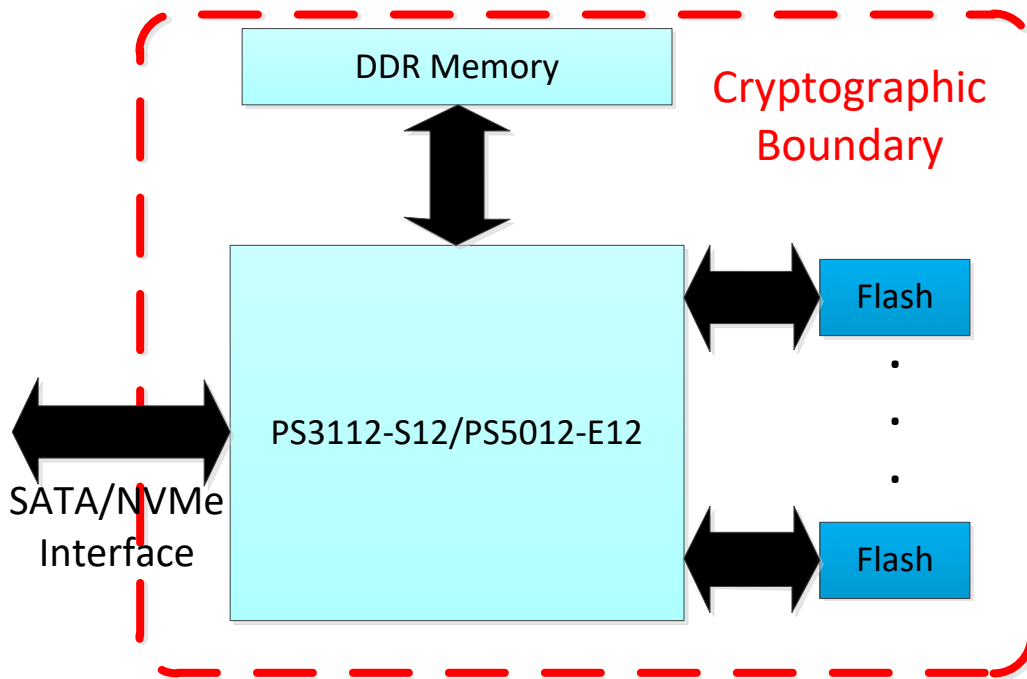 DDR Memory
Cryptographic
Boundary
Flash
PS3112-S12/PS5012-E12
SATA/NVMe
Interface
Flash